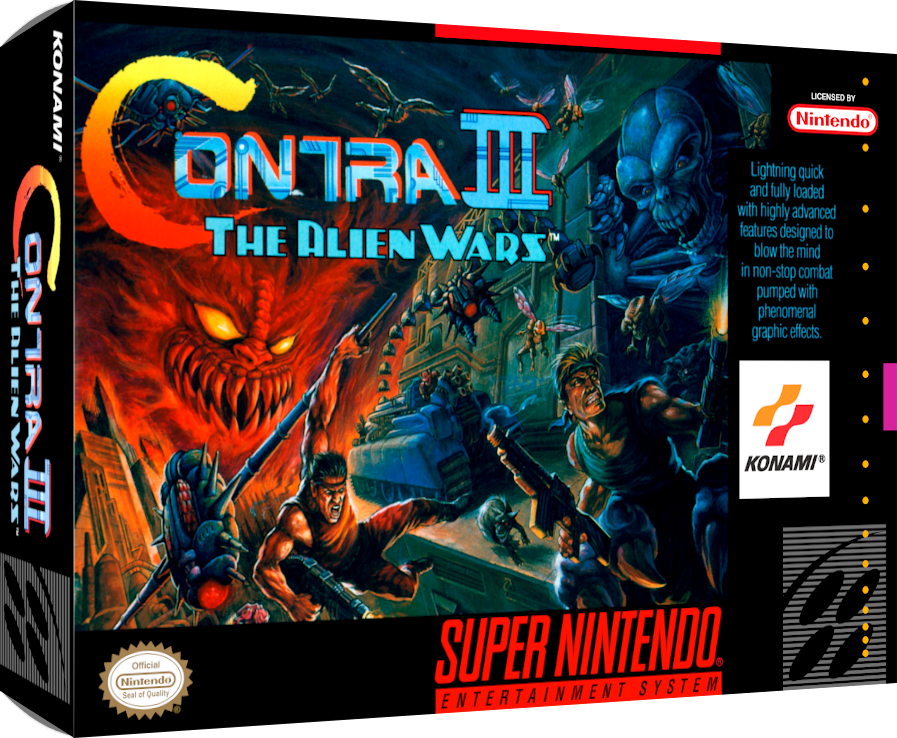 KONAMI™
CONTRA III
THE ALIEN WARS™
CONTRA III
THE ALIEN WARS™
LICENSED BY
Nintendo®
Lightning quick
and fully loaded
with highly advanced
features designed to
blow the mind
in non-stop combat
pumped with
phenomenal
graphic effects.
KONAMI®
Official
Nintendo
Seal of Quality
®
SUPER NINTENDO®
ENTERTAINMENT SYSTEM